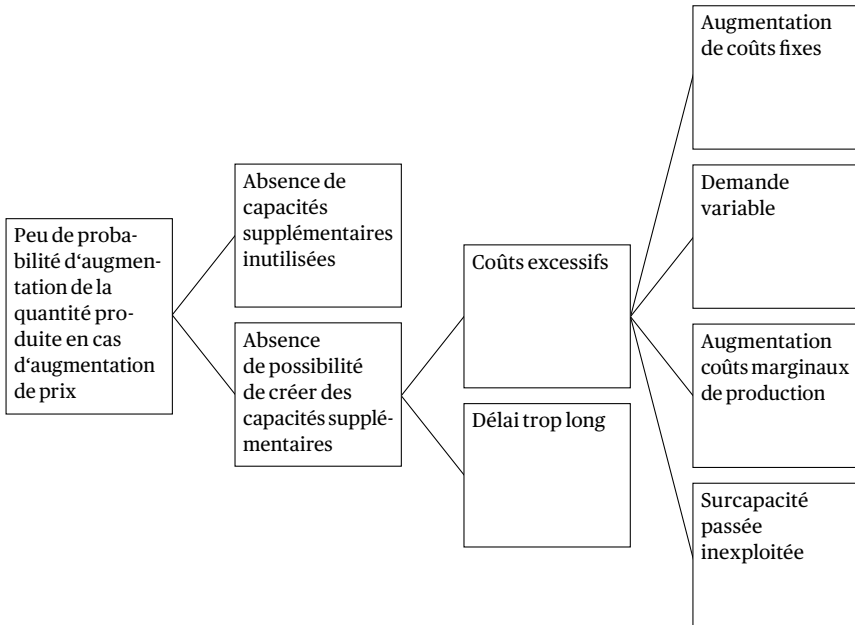 Peu de proba-
bilité d‘augmen-
tation de la
quantité pro-
duite en cas
d‘augmentation
de prix
Absence de
capacités
supplémentaires
inutilisées
Absence
de possibilité
de créer des
capacités supplé-
mentaires
Coûts excessifs
Délai trop long
Augmentation
de coûts fixes
Demande
variable
Augmentation
coûts marginaux
de production
Surcapacité
passée
inexploitée